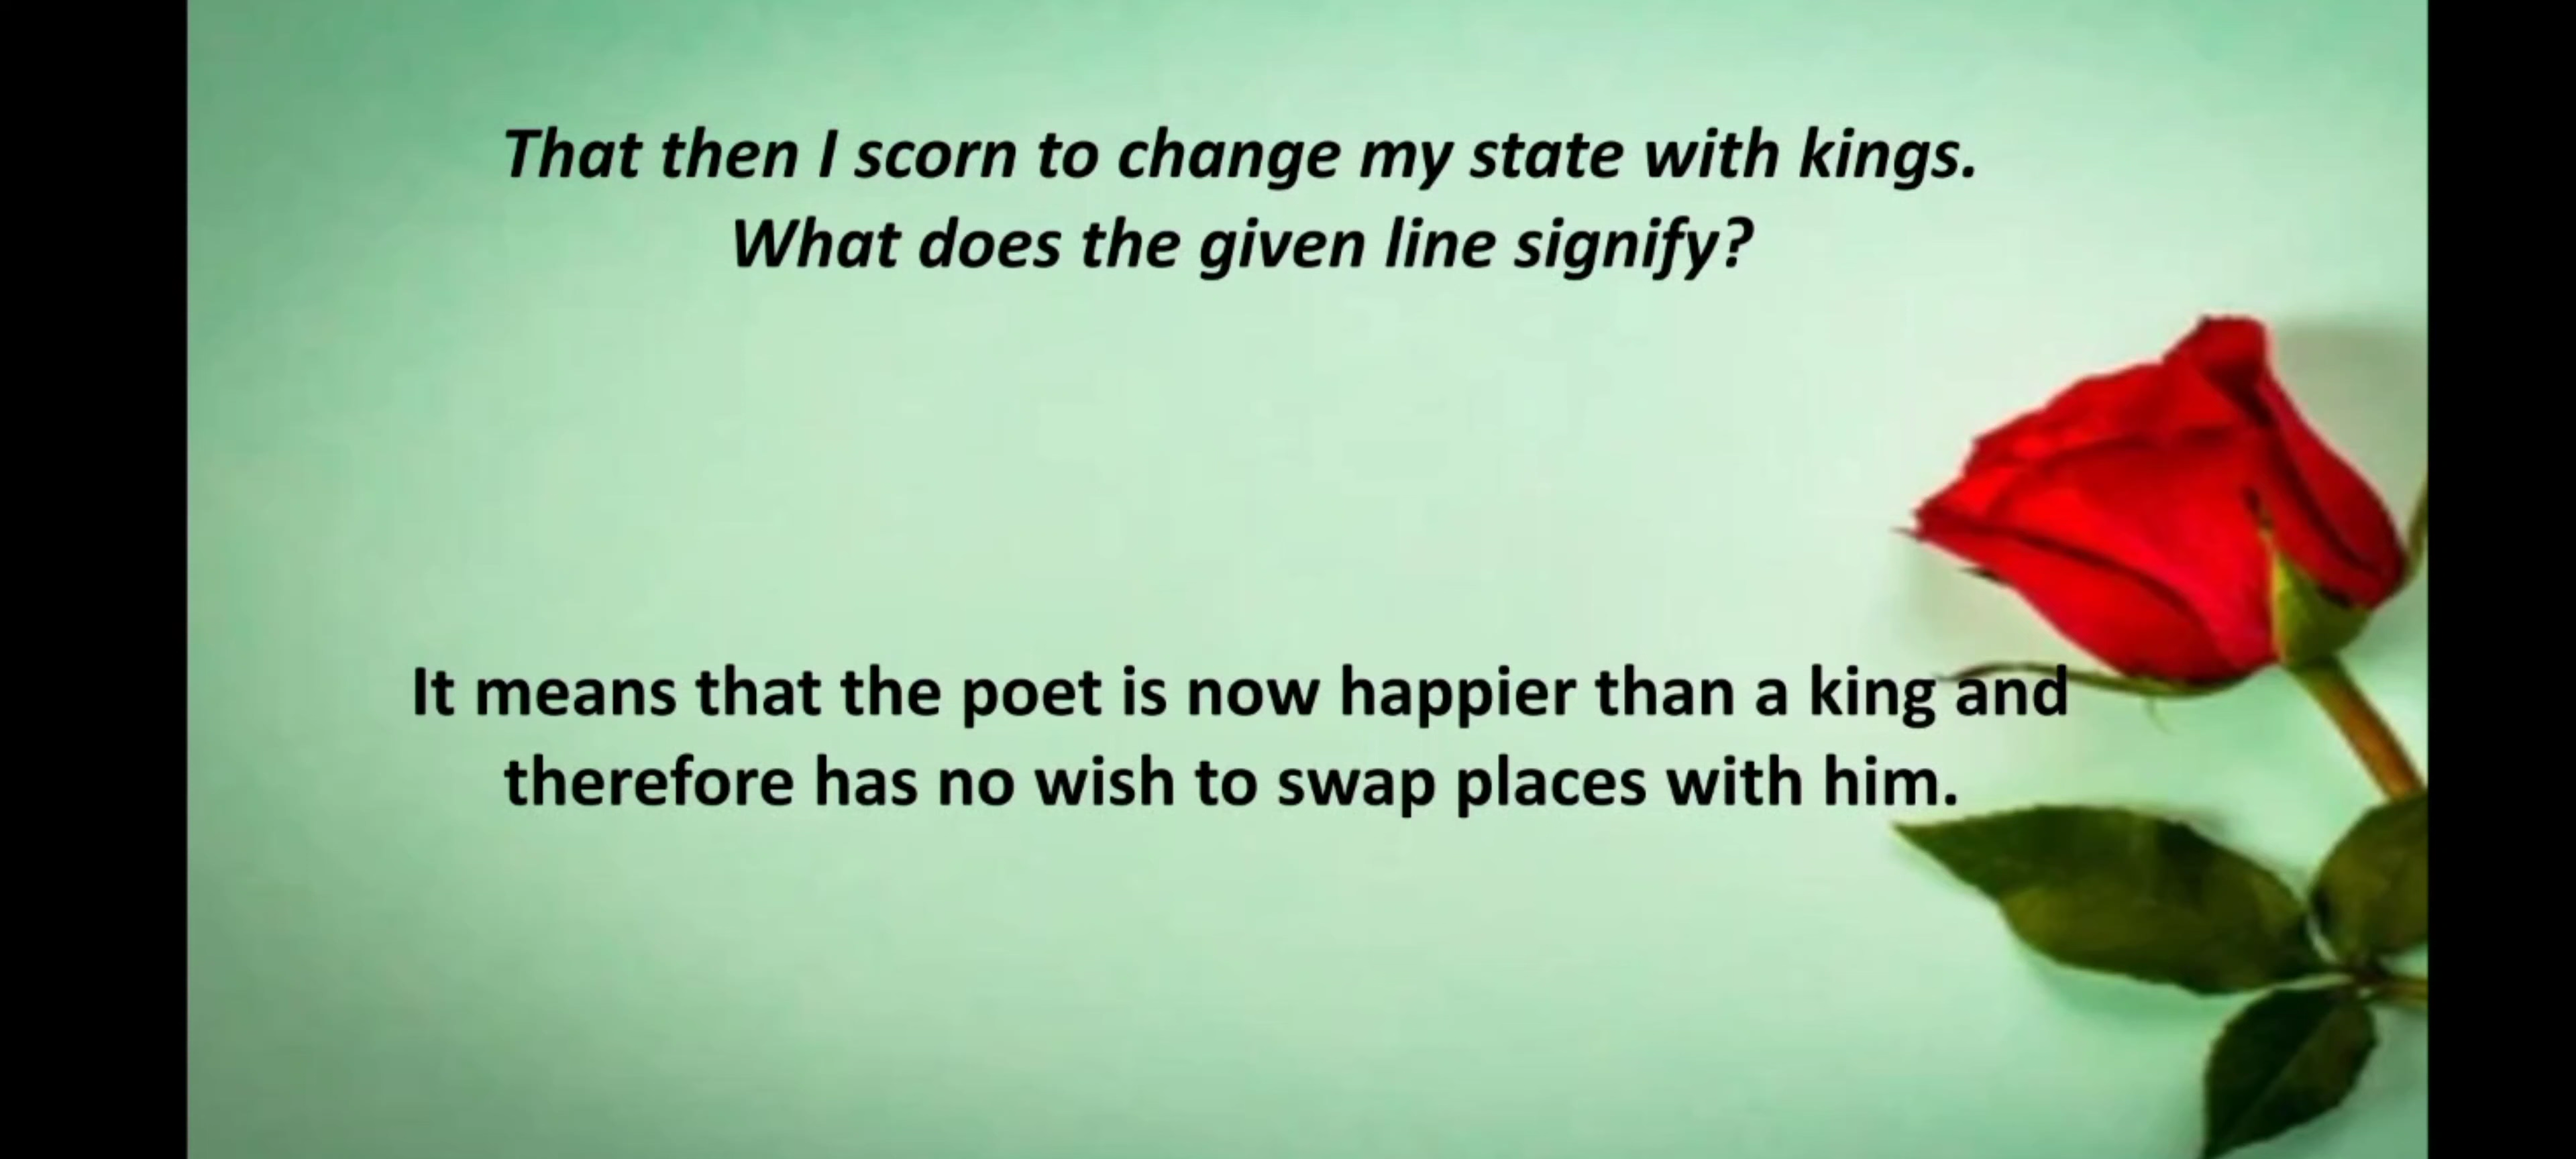 That then I scorn to change my state with kings.
What does the given line signify?
It means that the poet is now happier than a king and
therefore has no wish to swap places with him.